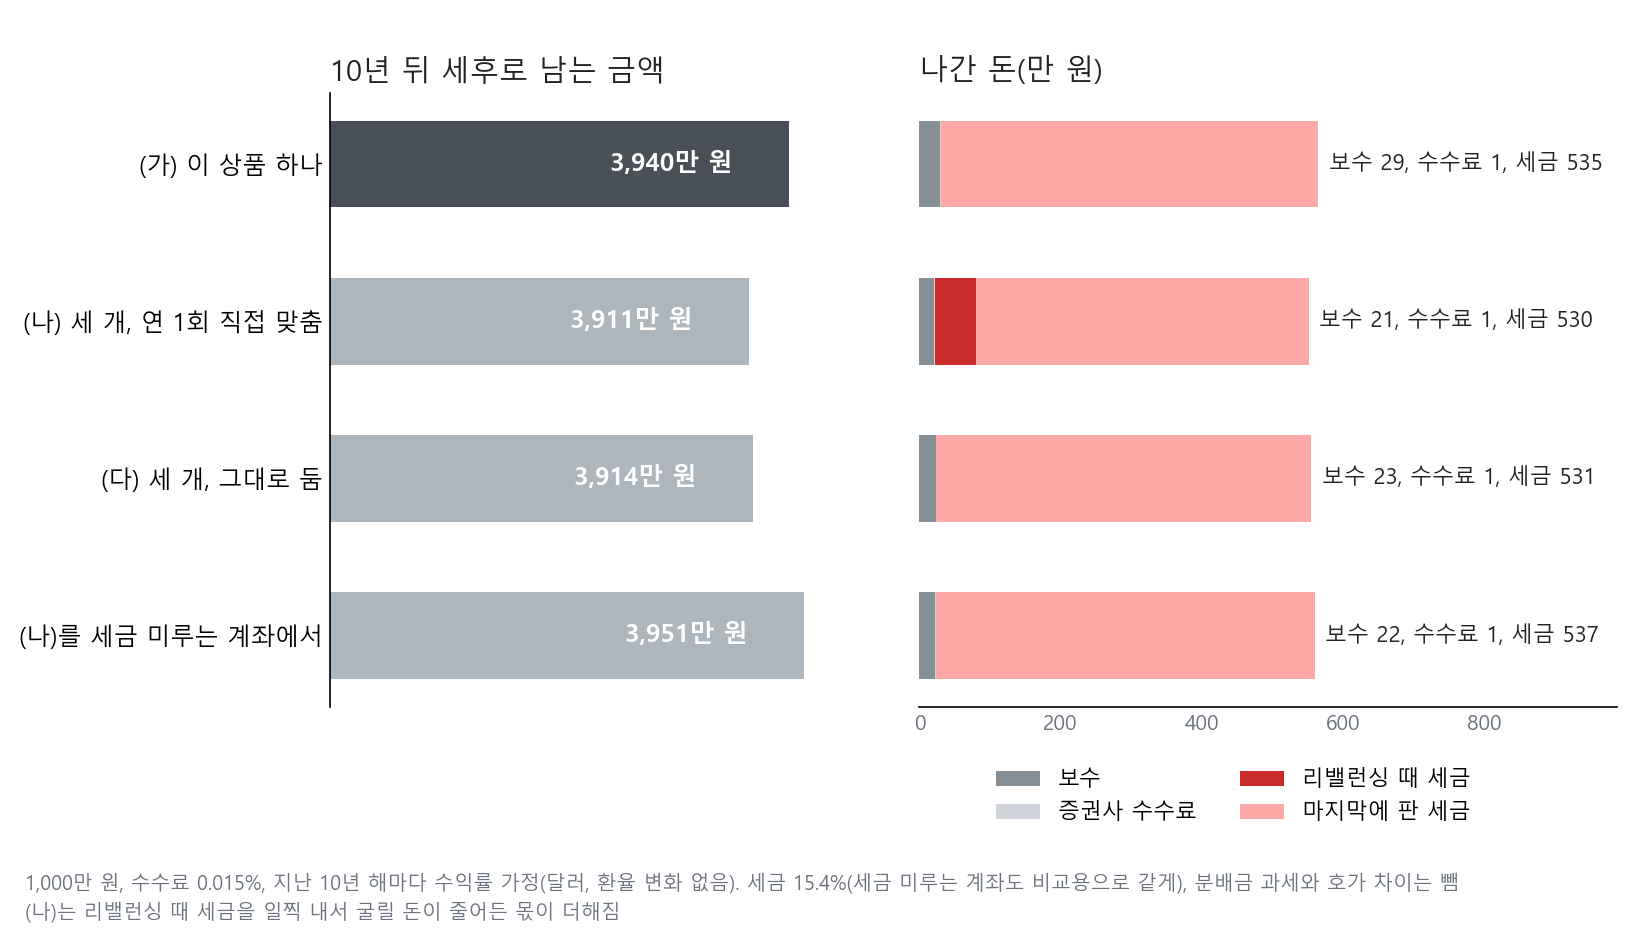 10년 뒤 세후로 남는 금액
나간 돈(만 원)
(가) 이 상품 하나
3,940만 원
보수 29, 수수료 1, 세금 535
(나) 세 개, 연 1회 직접 맞춤
3,911만 원
보수 21, 수수료 1, 세금 530
(다) 세 개, 그대로 둠
3,914만 원
보수 23, 수수료 1, 세금 531
(나)를 세금 미루는 계좌에서
3,951만 원
보수 22, 수수료 1, 세금 537
0 200 400 600 800
보수
리밸런싱 때 세금
증권사 수수료
마지막에 판 세금
1,000만 원, 수수료 0.015%, 지난 10년 해마다 수익률 가정(달러, 환율 변화 없음). 세금 15.4%(세금 미루는 계좌도 비교용으로 같게), 분배금 과세와 호가 차이는 뺌
(나)는 리밸런싱 때 세금을 일찍 내서 굴릴 돈이 줄어든 몫이 더해짐